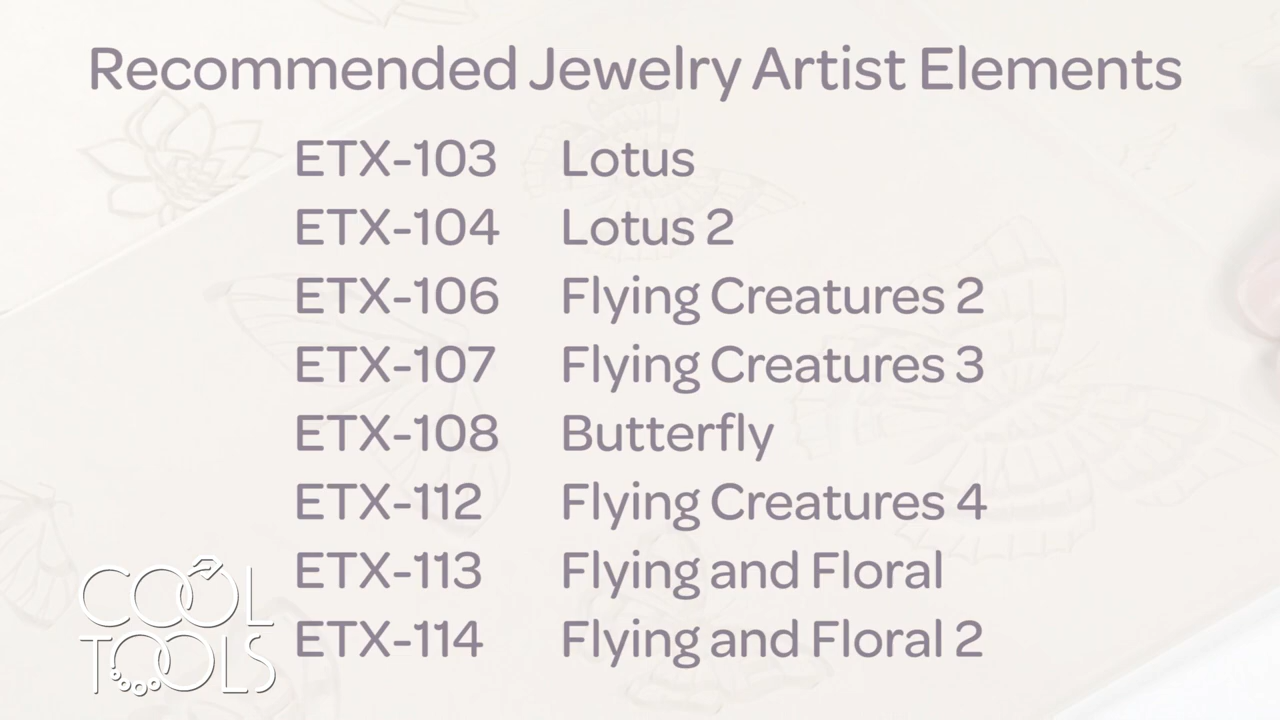 Recommended Jewelry Artist Elements
ETX-103 Lotus
ETX-104 Lotus 2
ETX-106 Flying Creatures 2
ETX-107 Flying Creatures 3
ETX-108 Butterfly
ETX-112 Flying Creatures 4
ETX-113 Flying and Floral
ETX-114 Flying and Floral 2
COOL
TOOLS